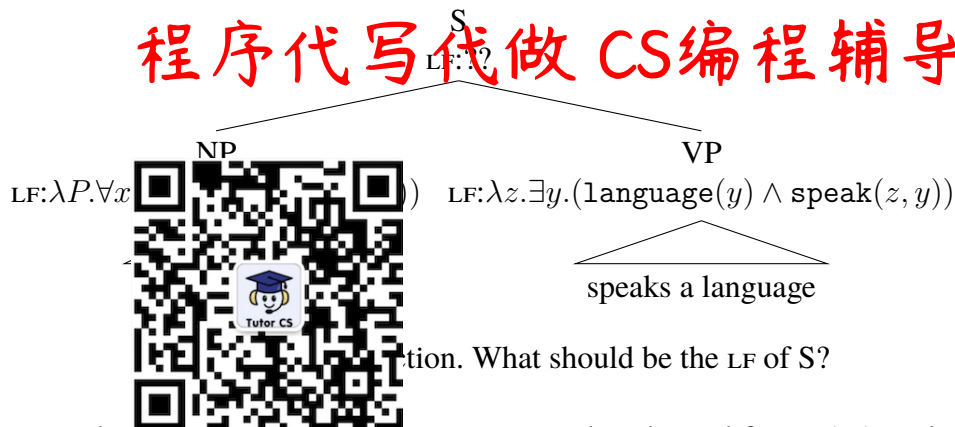 S
程序代写代做 CS编程辅导
LF:??
NP VP
LF:λP.∀x )) LF:λz.∃y.(language(y) ∧ speak(z, y))
Tutor CS
speaks a language
What should be the LF of S?